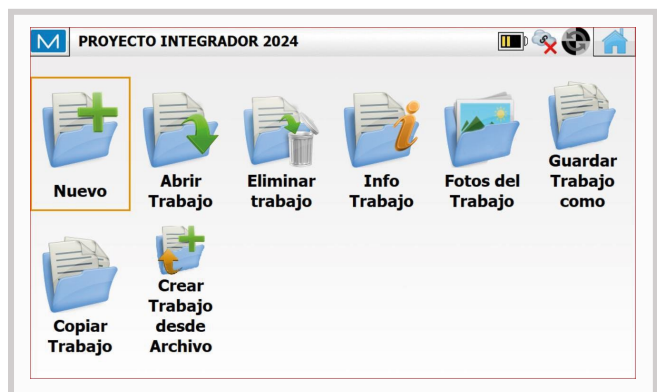 M PROYECTO INTEGRADOR 2024
Nuevo
Abrir
Trabajo
Eliminar
trabajo
Info
Trabajo
Fotos del
Trabajo
Guardar
Trabajo
como
Copiar
Trabajo
Crear
Trabajo
desde
Archivo